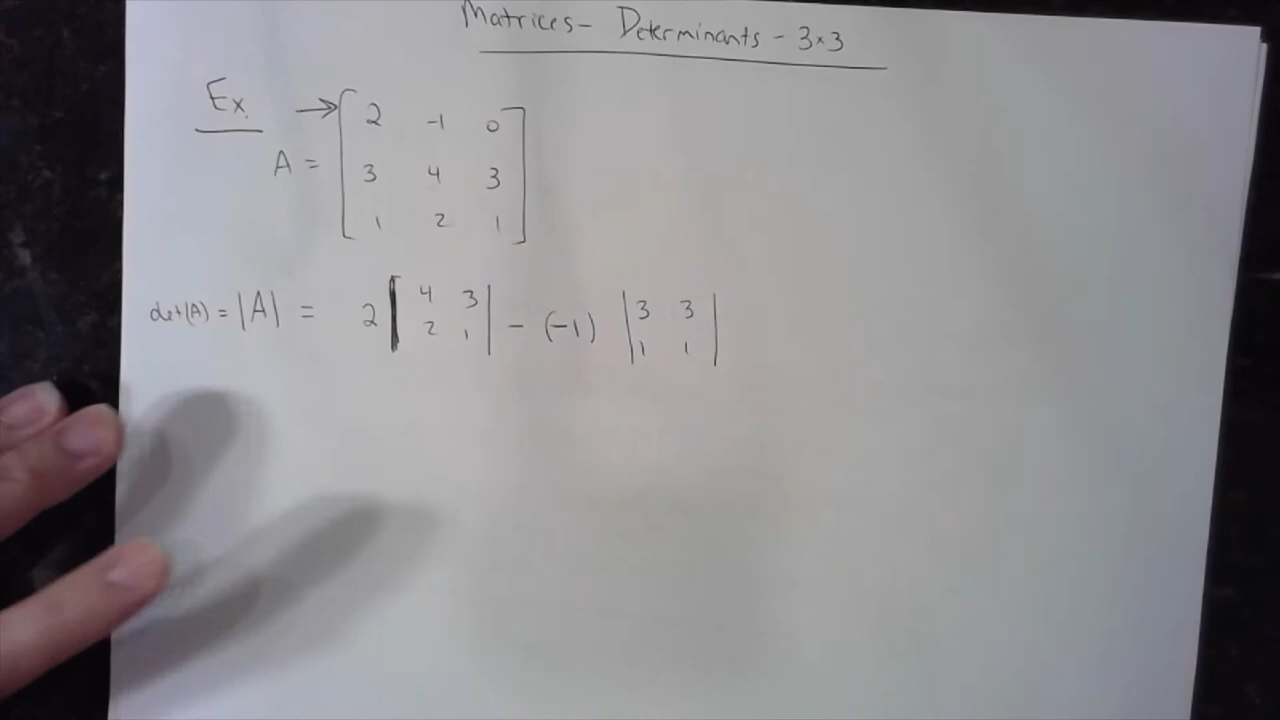 Matrices - Determinants - 3×3
Ex. → [ 2 -1 0
A = 3 4 3
1 2 1 ]
det(A) = |A| = 2 | 4 3 | - (-1) | 3 3 |
2 1 1 1